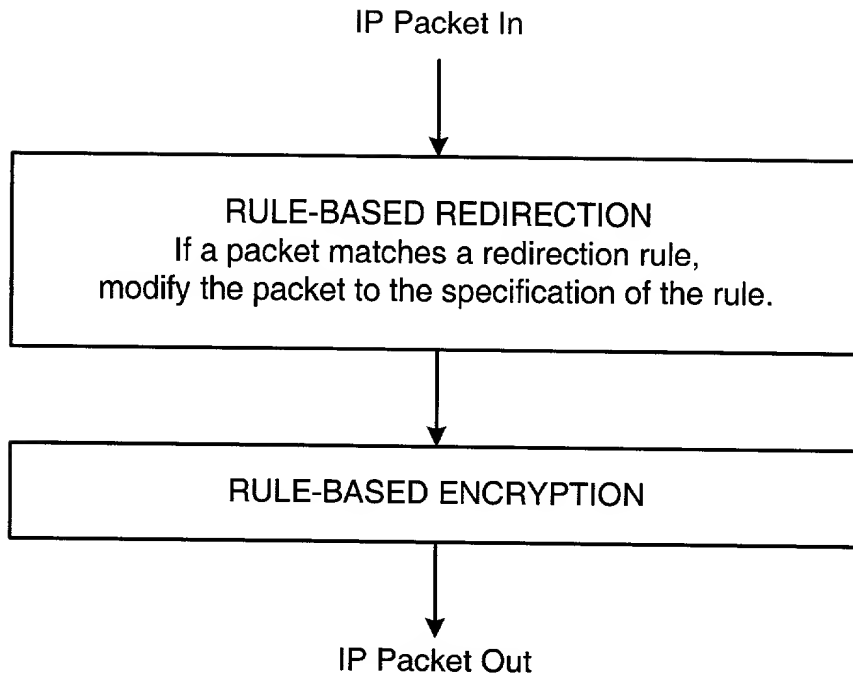 IP Packet In
RULE-BASED REDIRECTION
If a packet matches a redirection rule,
modify the packet to the specification of the rule.
RULE-BASED ENCRYPTION
IP Packet Out